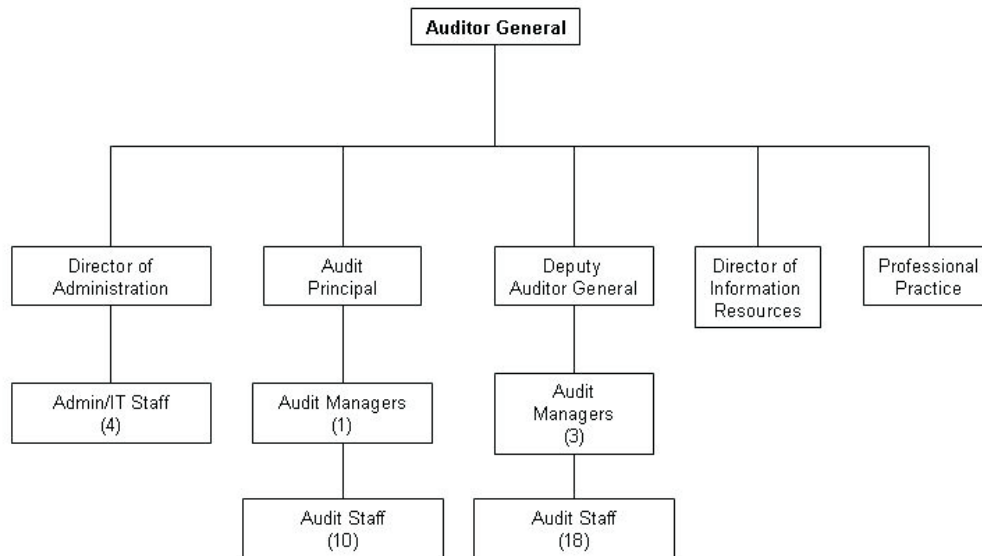 Auditor General
Director of
Administration
Audit
Principal
Deputy
Auditor General
Director of
Information
Resources
Professional
Practice
Admin/IT Staff
(4)
Audit Managers
(1)
Audit
Managers
(3)
Audit Staff
(10)
Audit Staff
(18)